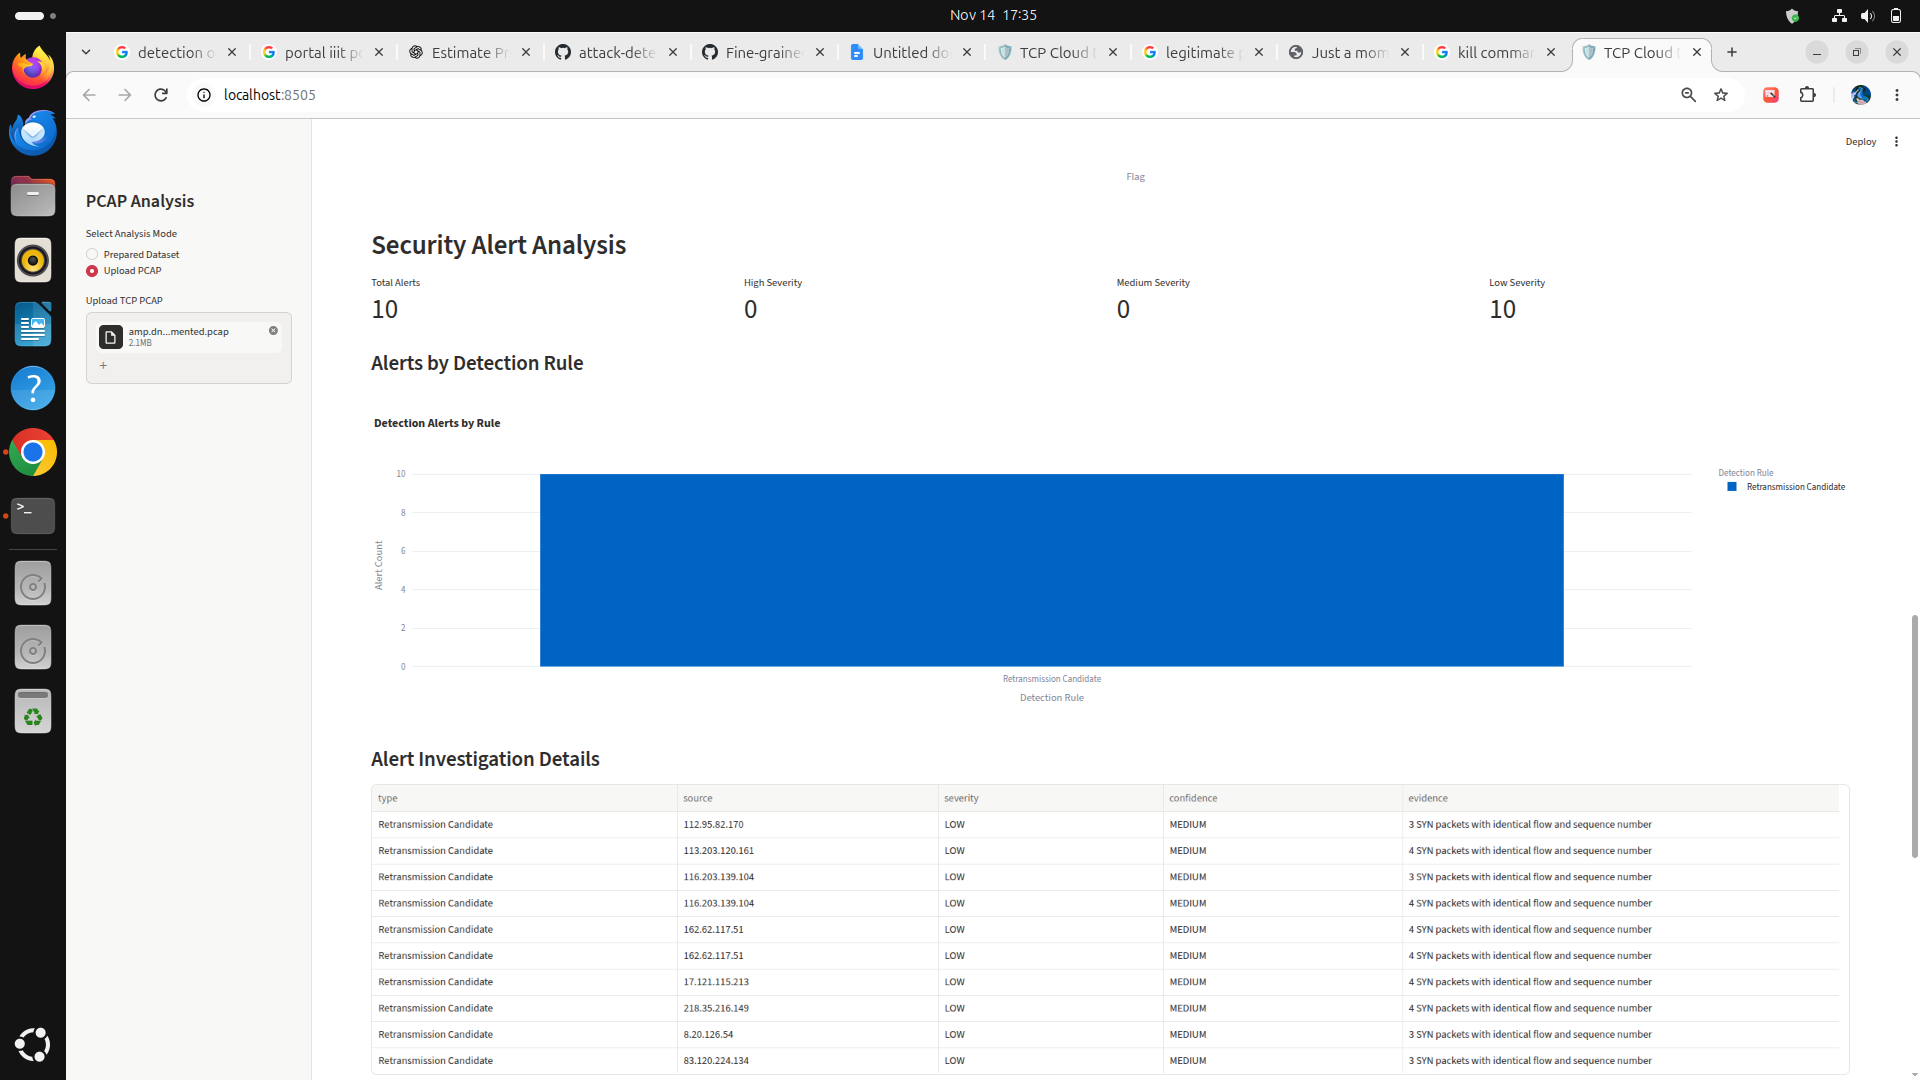 Nov 14 17:35
detection o
portal iiit p
Estimate Pr
attack-dete
Fine-graine
Untitled do
TCP Cloud
legitimate
Just a mom
kill comma
TCP Cloud
localhost:8505
Deploy
PCAP Analysis
Select Analysis Mode
Prepared Dataset
Upload PCAP
Upload TCP PCAP
amp.dn...mented.pcap
2.1MB
+
Flag
Security Alert Analysis
Total Alerts
10
High Severity
0
Medium Severity
0
Low Severity
10
Alerts by Detection Rule
Detection Alerts by Rule
10
8
6
4
2
0
Alert Count
Retransmission Candidate
Detection Rule
Detection Rule
Retransmission Candidate
Alert Investigation Details
type source severity confidence evidence
Retransmission Candidate 112.95.82.170 LOW MEDIUM 3 SYN packets with identical flow and sequence number
Retransmission Candidate 113.203.120.161 LOW MEDIUM 4 SYN packets with identical flow and sequence number
Retransmission Candidate 116.203.139.104 LOW MEDIUM 3 SYN packets with identical flow and sequence number
Retransmission Candidate 116.203.139.104 LOW MEDIUM 4 SYN packets with identical flow and sequence number
Retransmission Candidate 162.62.117.51 LOW MEDIUM 4 SYN packets with identical flow and sequence number
Retransmission Candidate 162.62.117.51 LOW MEDIUM 4 SYN packets with identical flow and sequence number
Retransmission Candidate 17.121.115.213 LOW MEDIUM 4 SYN packets with identical flow and sequence number
Retransmission Candidate 218.35.216.149 LOW MEDIUM 4 SYN packets with identical flow and sequence number
Retransmission Candidate 8.20.126.54 LOW MEDIUM 3 SYN packets with identical flow and sequence number
Retransmission Candidate 83.120.224.134 LOW MEDIUM 3 SYN packets with identical flow and sequence number